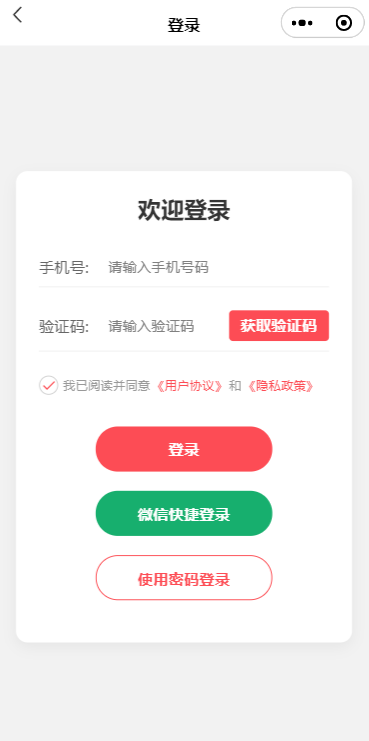 登录
欢迎登录
手机号: 请输入手机号码
验证码: 请输入验证码 获取验证码
我已阅读并同意《用户协议》和《隐私政策》
登录
微信快捷登录
使用密码登录